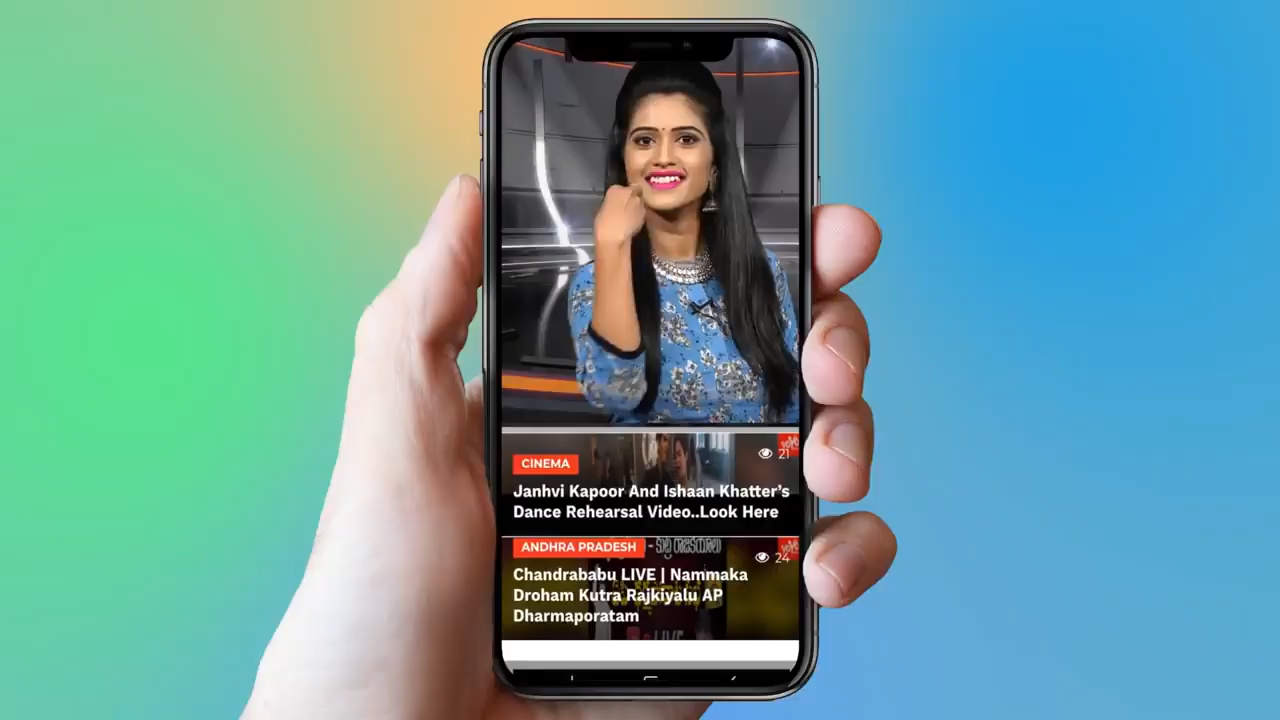 CINEMA
21
Janhvi Kapoor And Ishaan Khatter's
Dance Rehearsal Video..Look Here
ANDHRA PRADESH
24
Chandrababu LIVE | Nammaka
Droham Kutra Rajkiyalu AP
Dharmaporatam
LIVE